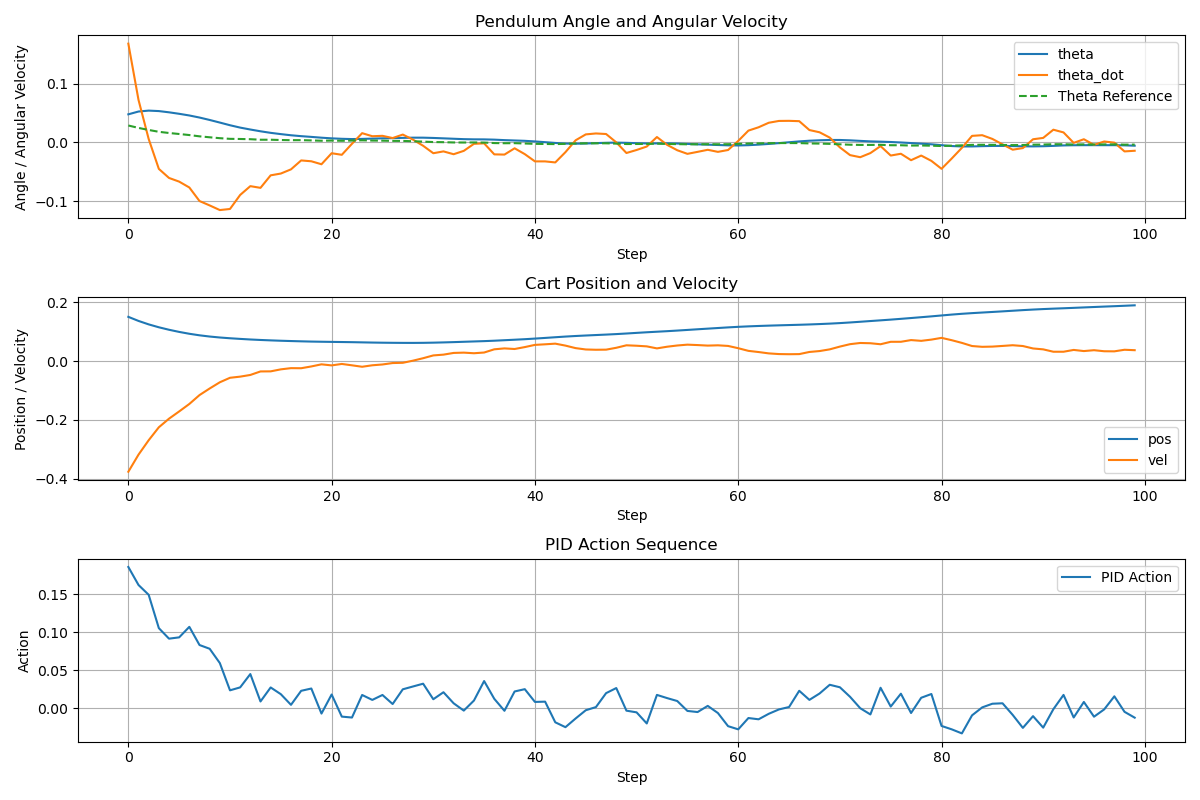 Pendulum Angle and Angular Velocity
Angle / Angular Velocity
0.1
0.0
−0.1
theta
theta_dot
Theta Reference
0 20 40 60 80 100
Step
Cart Position and Velocity
Position / Velocity
0.2
0.0
−0.2
−0.4
pos
vel
0 20 40 60 80 100
Step
PID Action Sequence
Action
0.15
0.10
0.05
0.00
PID Action
0 20 40 60 80 100
Step